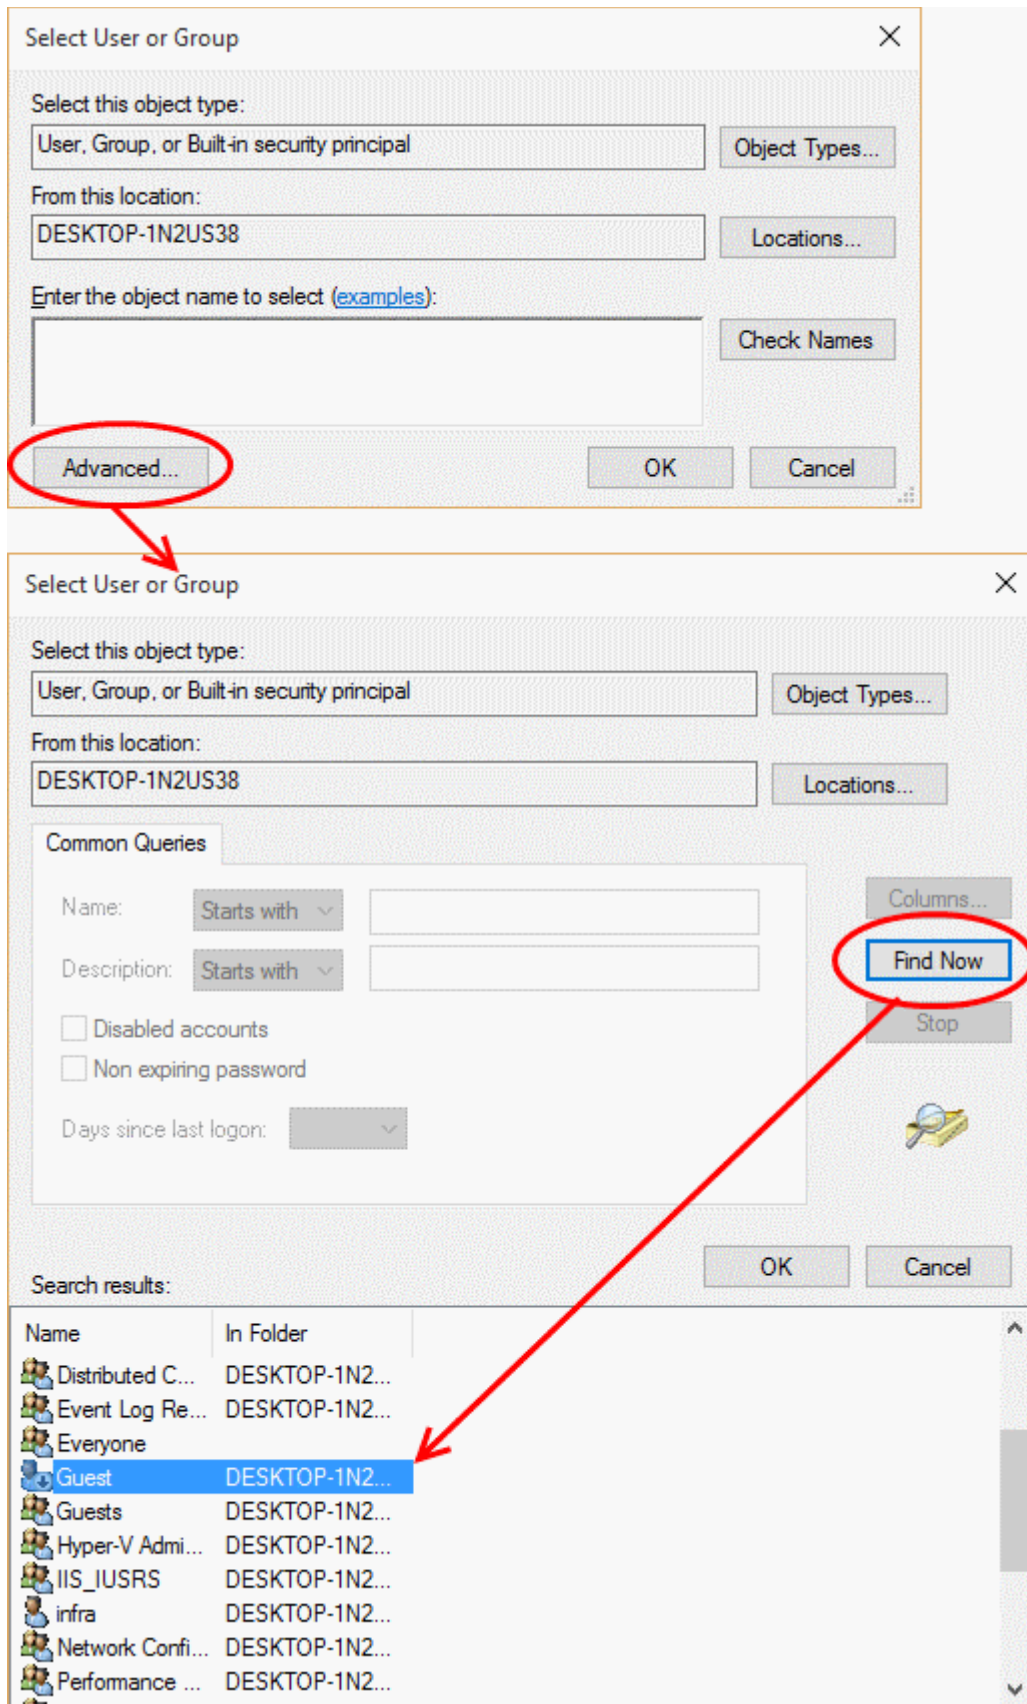 Select User or Group
Select this object type:
User, Group, or Built-in security principal
Object Types...
From this location:
DESKTOP-1N2US38
Locations...
Enter the object name to select (examples):
Check Names
Advanced...
OK
Cancel
Select User or Group
Select this object type:
User, Group, or Built-in security principal
Object Types...
From this location:
DESKTOP-1N2US38
Locations...
Common Queries
Name:
Starts with
Columns...
Description:
Starts with
Find Now
Disabled accounts
Stop
Non expiring password
Days since last logon:
OK
Cancel
Search results:
Name In Folder
Distributed C... DESKTOP-1N2...
Event Log Re... DESKTOP-1N2...
Everyone
Guest DESKTOP-1N2...
Guests DESKTOP-1N2...
Hyper-V Admi... DESKTOP-1N2...
IIS_IUSRS DESKTOP-1N2...
infra DESKTOP-1N2...
Network Confi... DESKTOP-1N2...
Performance ... DESKTOP-1N2...